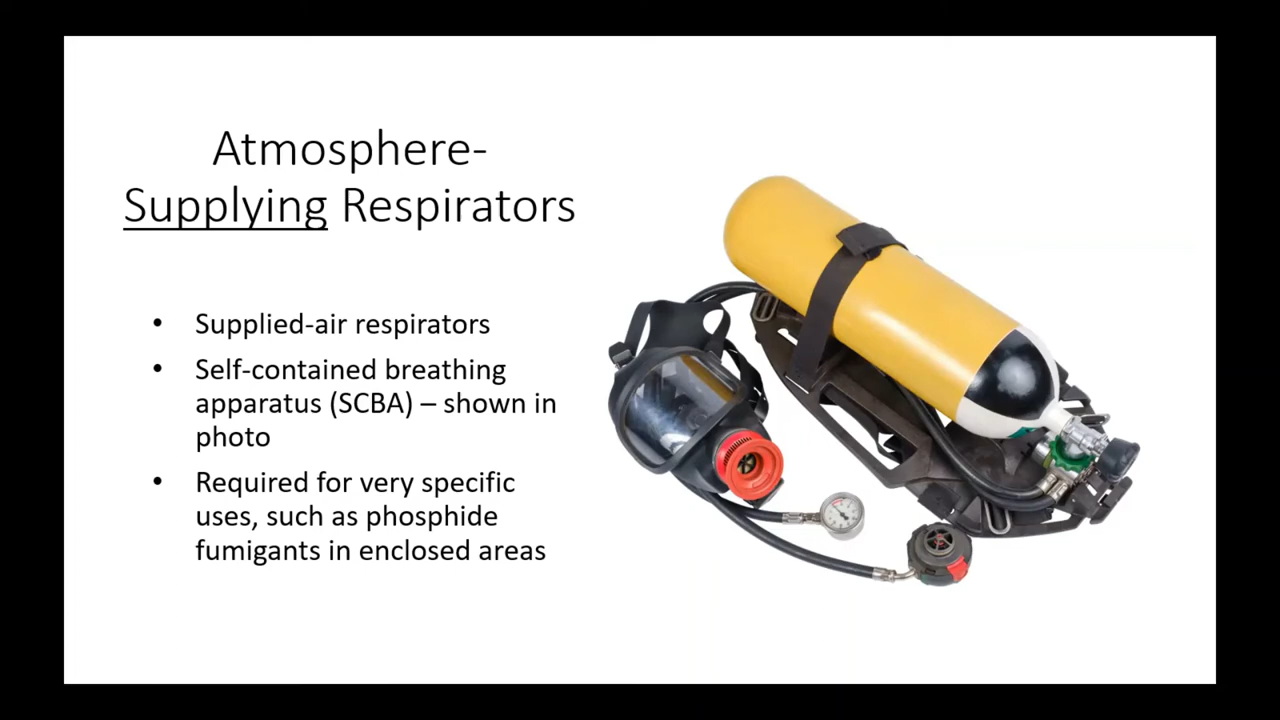 Atmosphere-
Supplying Respirators
• Supplied-air respirators
• Self-contained breathing
apparatus (SCBA) – shown in
photo
• Required for very specific
uses, such as phosphide
fumigants in enclosed areas